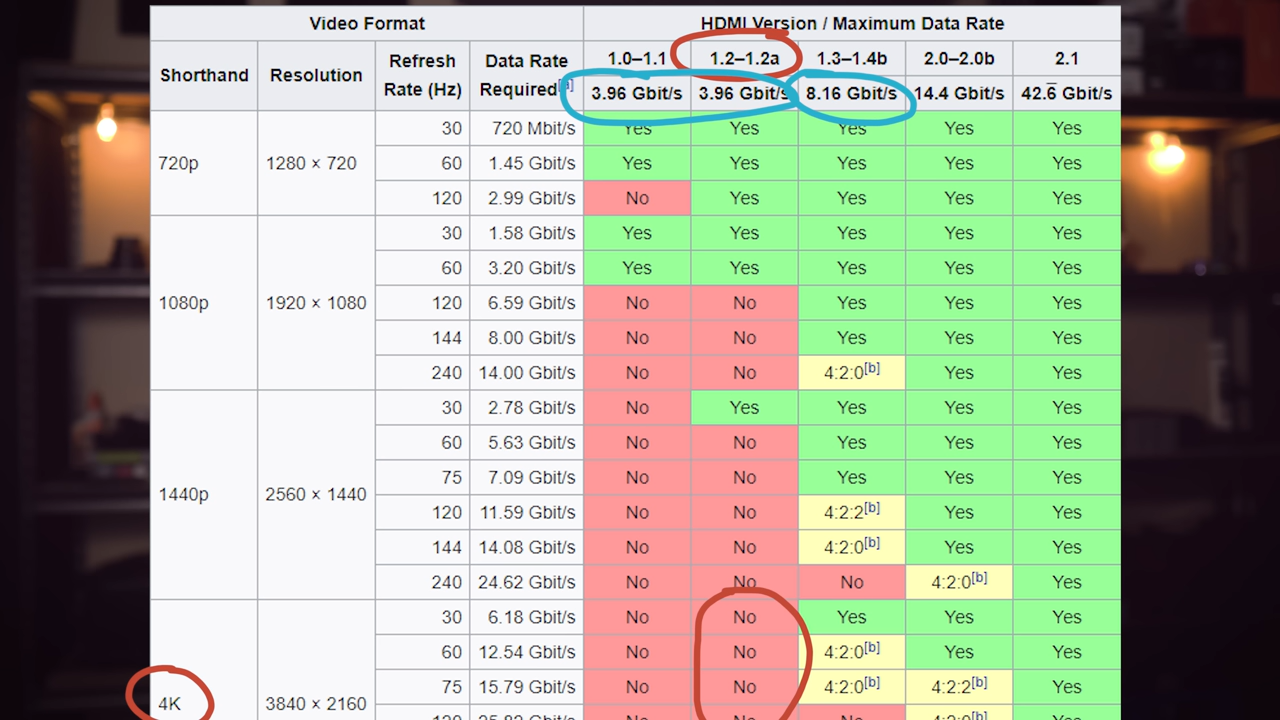 Video Format HDMI Version / Maximum Data Rate
Shorthand Resolution Refresh Rate (Hz) Data Rate Required[a] 1.0–1.1 1.2–1.2a 1.3–1.4b 2.0–2.0b 2.1
3.96 Gbit/s 3.96 Gbit/s 8.16 Gbit/s 14.4 Gbit/s 42.6̅ Gbit/s
720p 1280 × 720 30 720 Mbit/s Yes Yes Yes Yes Yes
60 1.45 Gbit/s Yes Yes Yes Yes Yes
120 2.99 Gbit/s No Yes Yes Yes Yes
1080p 1920 × 1080 30 1.58 Gbit/s Yes Yes Yes Yes Yes
60 3.20 Gbit/s Yes Yes Yes Yes Yes
120 6.59 Gbit/s No No Yes Yes Yes
144 8.00 Gbit/s No No Yes Yes Yes
240 14.00 Gbit/s No No 4:2:0[b] Yes Yes
1440p 2560 × 1440 30 2.78 Gbit/s No Yes Yes Yes Yes
60 5.63 Gbit/s No No Yes Yes Yes
75 7.09 Gbit/s No No Yes Yes Yes
120 11.59 Gbit/s No No 4:2:2[b] Yes Yes
144 14.08 Gbit/s No No 4:2:0[b] Yes Yes
240 24.62 Gbit/s No No No 4:2:0[b] Yes
4K 3840 × 2160 30 6.18 Gbit/s No No Yes Yes Yes
60 12.54 Gbit/s No No 4:2:0[b] Yes Yes
75 15.79 Gbit/s No No 4:2:0[b] 4:2:2[b] Yes